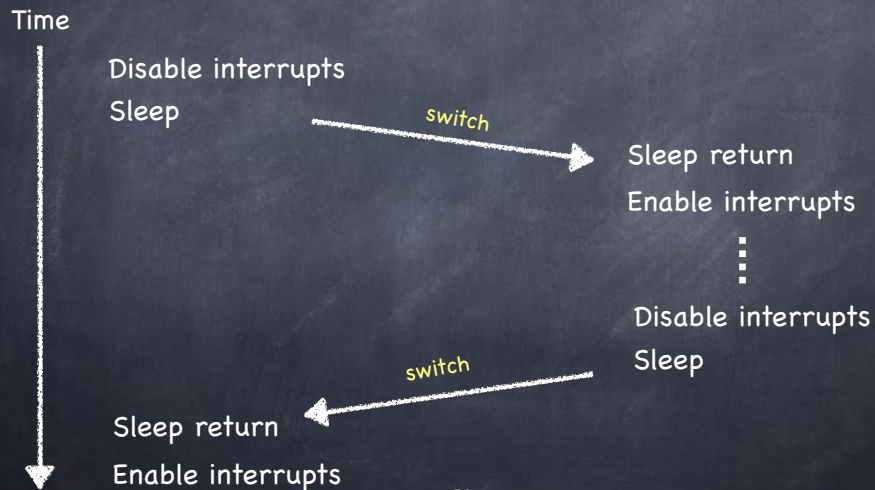 Time
Disable interrupts
Sleep
switch
Sleep return
Enable interrupts
Disable interrupts
Sleep
switch
Sleep return
Enable interrupts